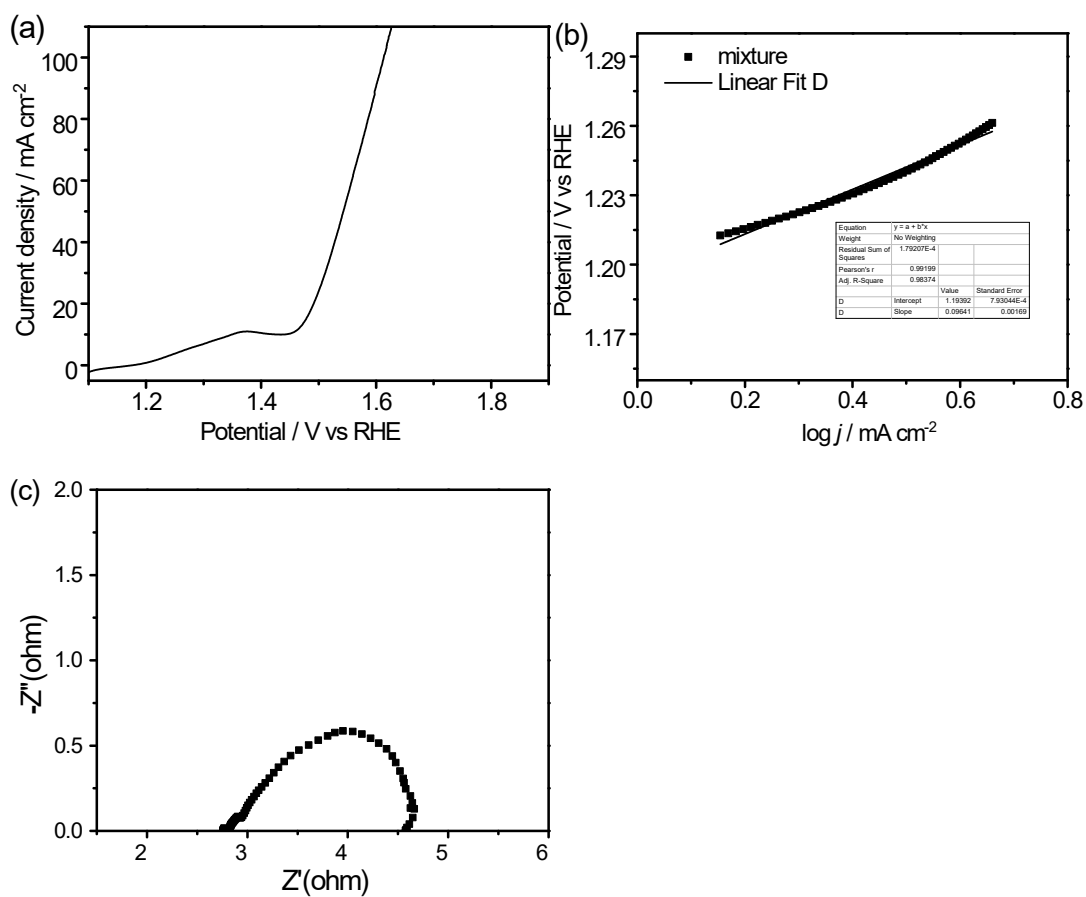 (a)
100
80
60
40
20
0
Current density / mA cm-2
1.2 1.4 1.6 1.8
Potential / V vs RHE
(b)
1.29
1.26
1.23
1.20
1.17
Potential / V vs RHE
mixture
Linear Fit D
Equation y = a + b*x
Weight No Weighting
Residual Sum of Squares 1.79207E-4
Pearson's r 0.99199
Adj. R-Square 0.98374
Value Standard Error
D Intercept 1.19392 7.93044E-4
D Slope 0.09641 0.00169
0.0 0.2 0.4 0.6 0.8
log j / mA cm-2
(c)
2.0
1.5
1.0
0.5
0.0
-Z"(ohm)
2 3 4 5 6
Z'(ohm)